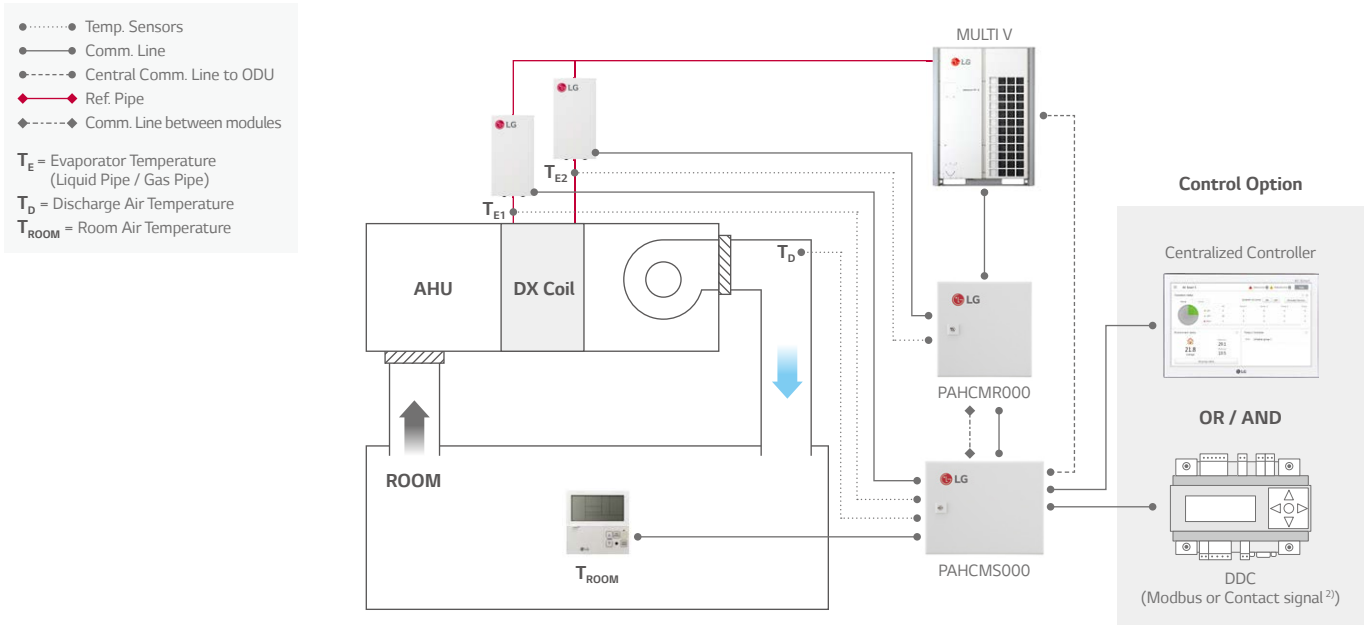 Temp. Sensors
Comm. Line
Central Comm. Line to ODU
Ref. Pipe
Comm. Line between modules
TE = Evaporator Temperature
(Liquid Pipe / Gas Pipe)
TD = Discharge Air Temperature
TROOM = Room Air Temperature
MULTI V
LG
LG
LG
TE2
TE1
AHU
DX Coil
TD
LG
PAHCMR000
ROOM
TROOM
LG
PAHCMS000
Control Option
Centralized Controller
21.8
LG
OR / AND
DDC
(Modbus or Contact signal 2))